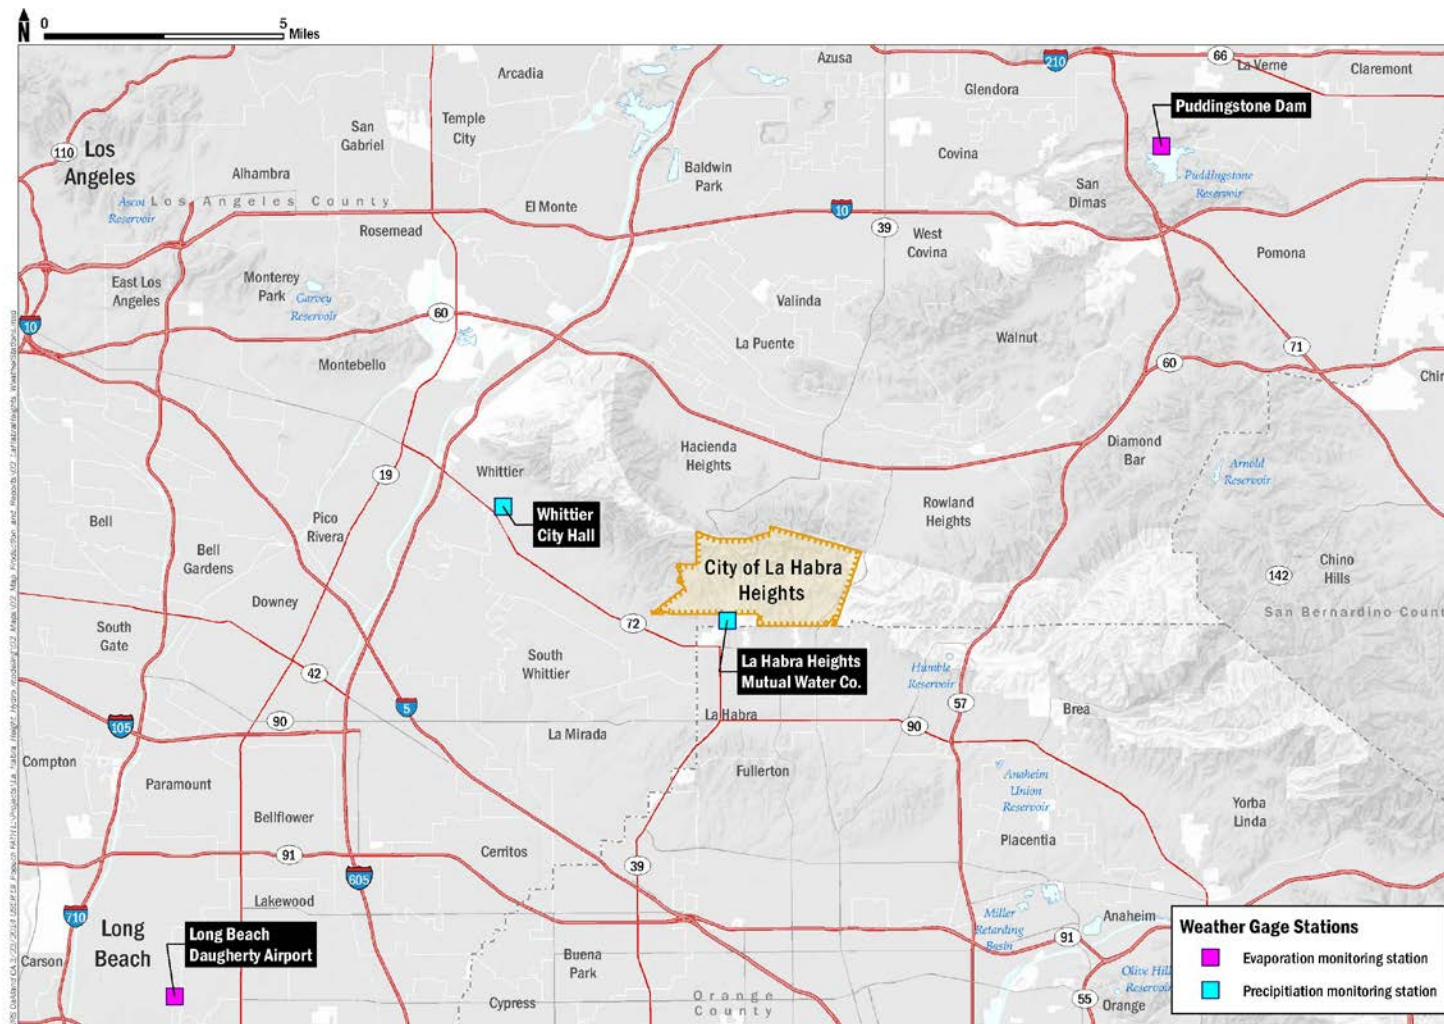 N
0
5
Miles
Azusa
Arcadia
Glendora
210
66
La Verne
Claremont
Puddingstone Dam
San
Gabriel
Temple
City
110
Los
Angeles
Alhambra
Baldwin
Park
Covina
San
Dimas
Puddingstone
Reservoir
Ascot
Reservoir
Los Angeles County
El Monte
10
39
West
Covina
Rosemead
Pomona
East Los
Angeles
Monterey
Park
Garvey
Reservoir
Valinda
10
60
La Puente
Walnut
71
60
Montebello
Chin
Hacienda
Heights
Diamond
Bar
Arnold
Reservoir
Whittier
19
Whittier
City Hall
Rowland
Heights
Bell
Pico
Rivera
Bell
Gardens
City of La Habra
Heights
Chino
Hills
142
Downey
San Bernardino Count
South
Gate
72
South
Whittier
La Habra Heights
Mutual Water Co.
Humble
Reservoir
42
5
57
105
90
La Habra
90
Brea
La Mirada
Compton
Paramount
Fullerton
Anaheim
Union
Reservoir
Yorba
Linda
Bellflower
Placentia
91
Cerritos
39
605
Lakewood
710
Long
Beach
Long Beach
Daugherty Airport
Miller
Retarding
Basin
Anaheim
91
Carson
Buena
Park
Olive Hills
Reservoir
Cypress
Orange
County
55
Orange
Weather Gage Stations
Evaporation monitoring station
Precipitiation monitoring station